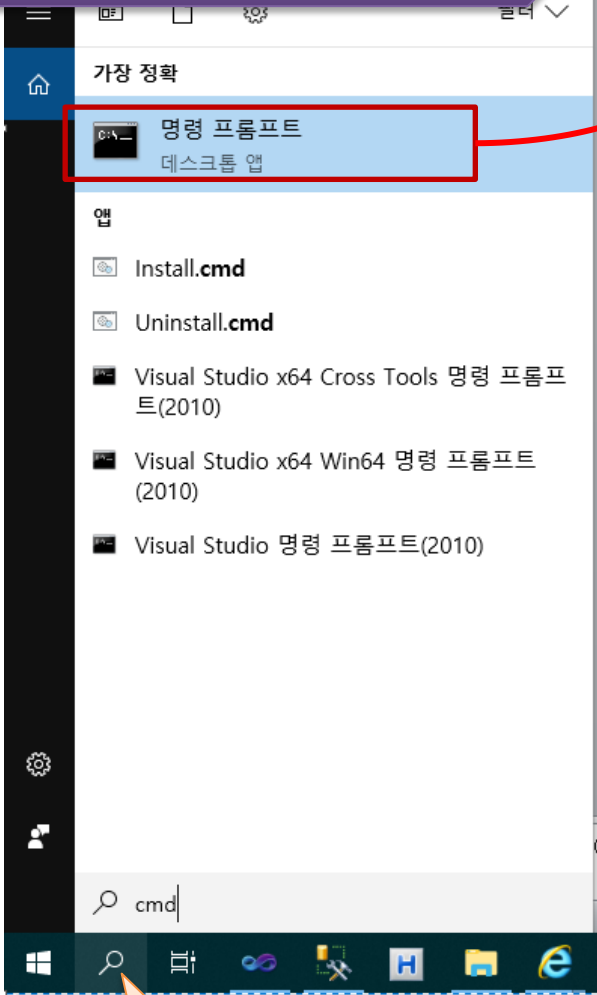 필터
가장 정확
명령 프롬프트
데스크톱 앱
앱
Install.cmd
Uninstall.cmd
Visual Studio x64 Cross Tools 명령 프롬프
트(2010)
Visual Studio x64 Win64 명령 프롬프트
(2010)
Visual Studio 명령 프롬프트(2010)
cmd